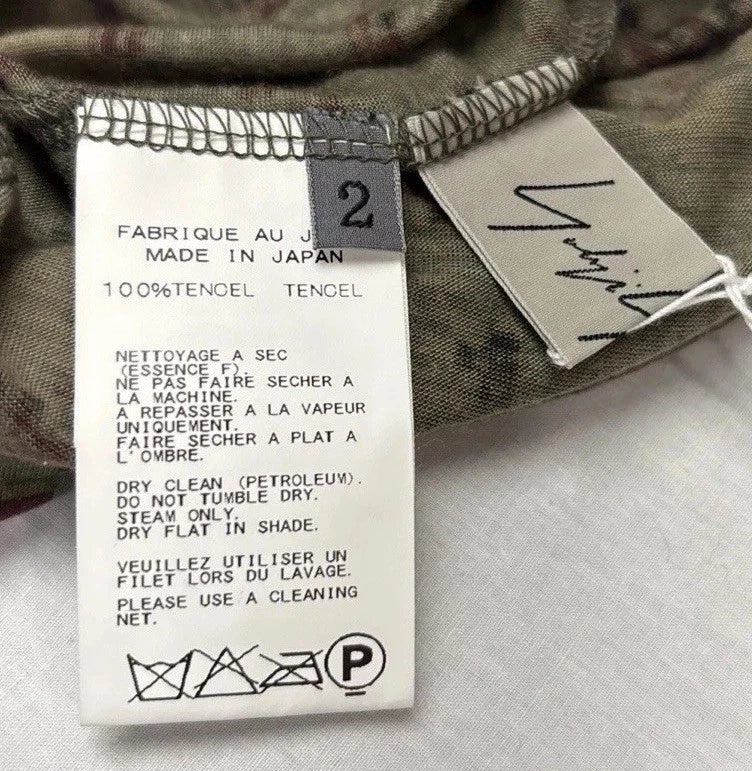 2
FABRIQUE AU J
MADE IN JAPAN
100%TENCEL TENCEL
NETTOYAGE A SEC
(ESSENCE F).
NE PAS FAIRE SECHER A
LA MACHINE.
A REPASSER A LA VAPEUR
UNIQUEMENT.
FAIRE SECHER A PLAT A
L'OMBRE.
DRY CLEAN (PETROLEUM).
DO NOT TUMBLE DRY.
STEAM ONLY.
DRY FLAT IN SHADE.
VEUILLEZ UTILISER UN
FILET LORS DU LAVAGE.
PLEASE USE A CLEANING
NET.
P